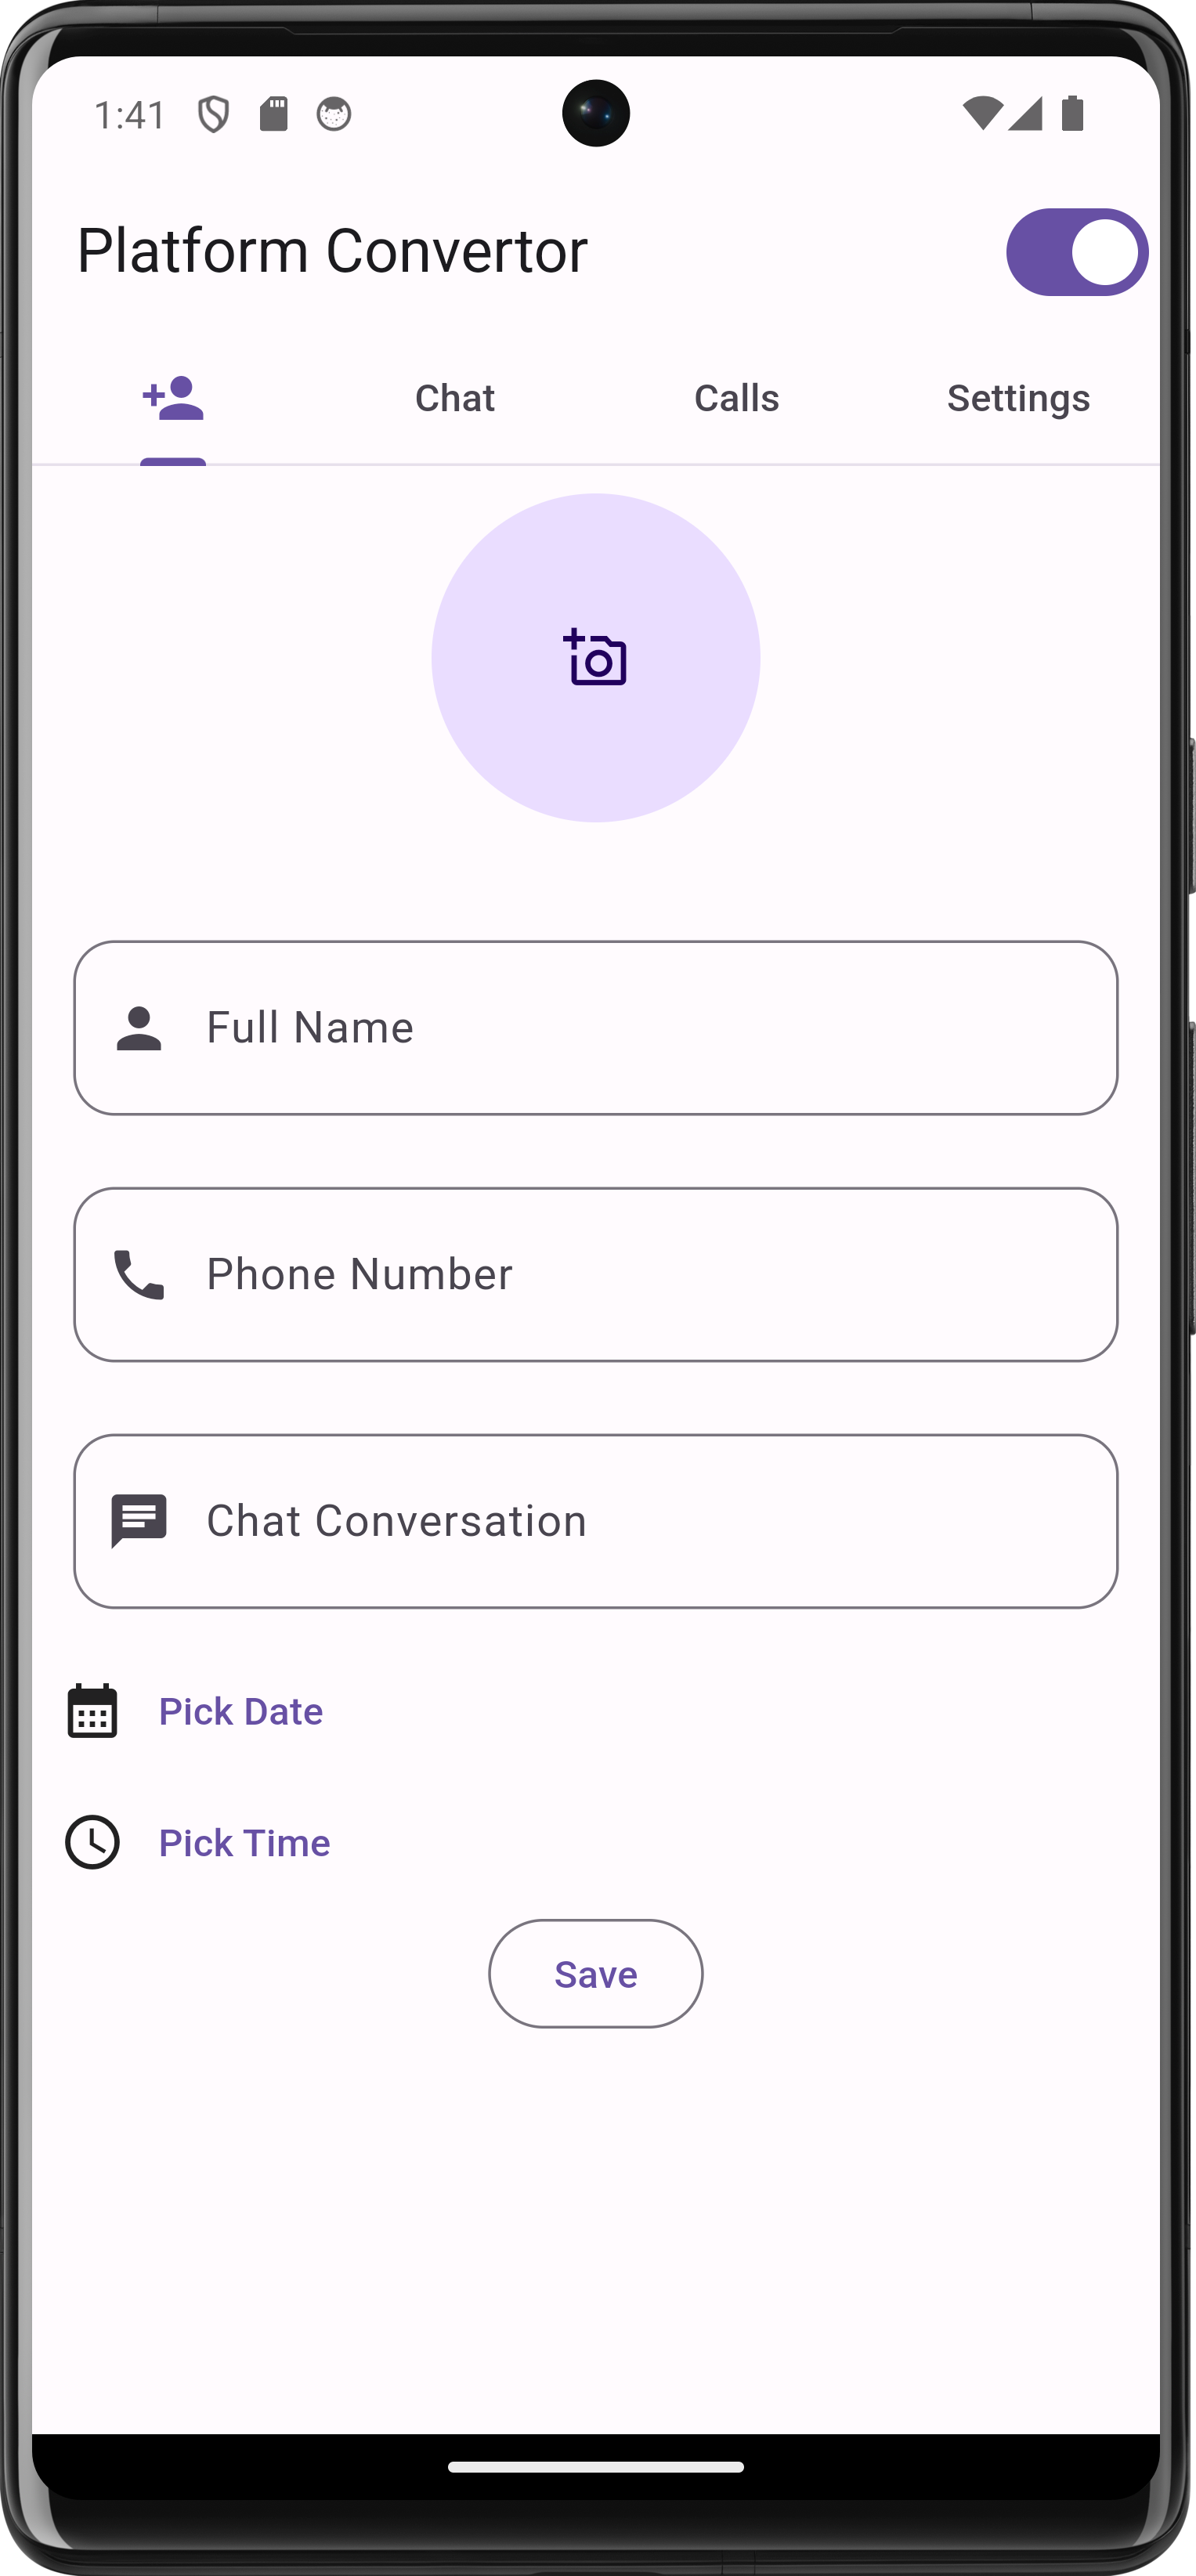 1:41
Platform Convertor
Chat Calls Settings
Full Name
Phone Number
Chat Conversation
Pick Date
Pick Time
Save